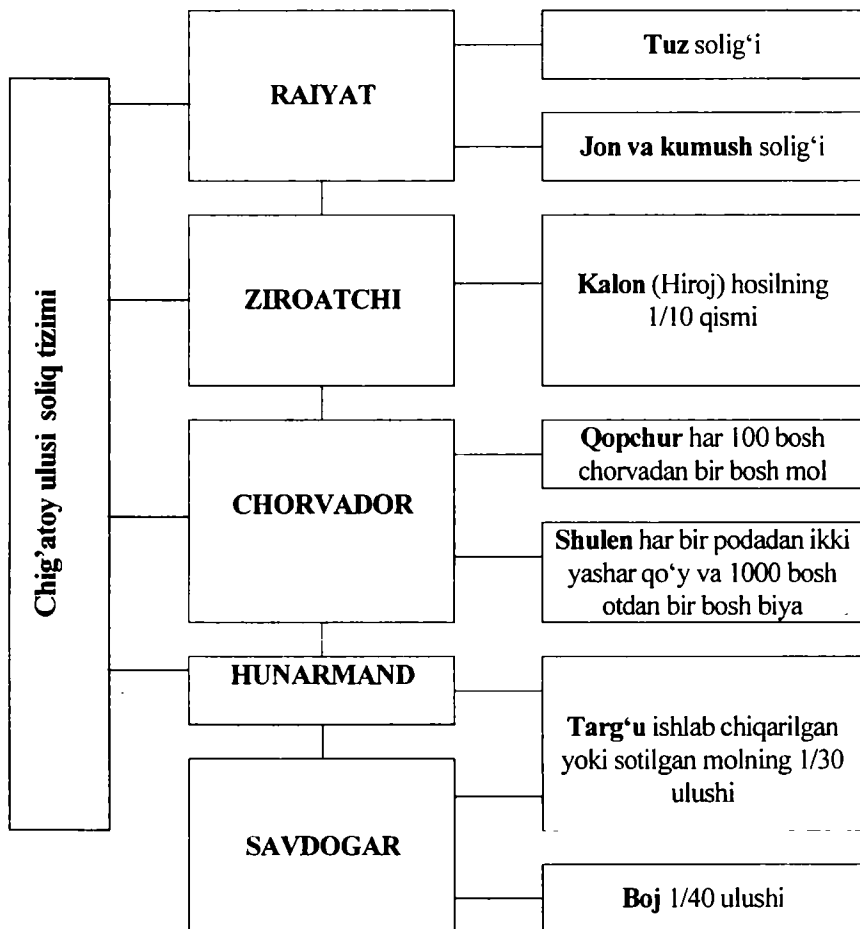 Chig’atoy ulusi soliq tizimi
RAIYAT
Tuz solig‘i
Jon va kumush solig‘i
ZIROATCHI
Kalon (Hiroj) hosilning
1/10 qismi
CHORVADOR
Qopchur har 100 bosh
chorvadan bir bosh mol
Shulen har bir podadan ikki
yashar qo‘y va 1000 bosh
otdan bir bosh biya
HUNARMAND
Targ‘u ishlab chiqarilgan
yoki sotilgan molning 1/30
ulushi
SAVDOGAR
Boj 1/40 ulushi